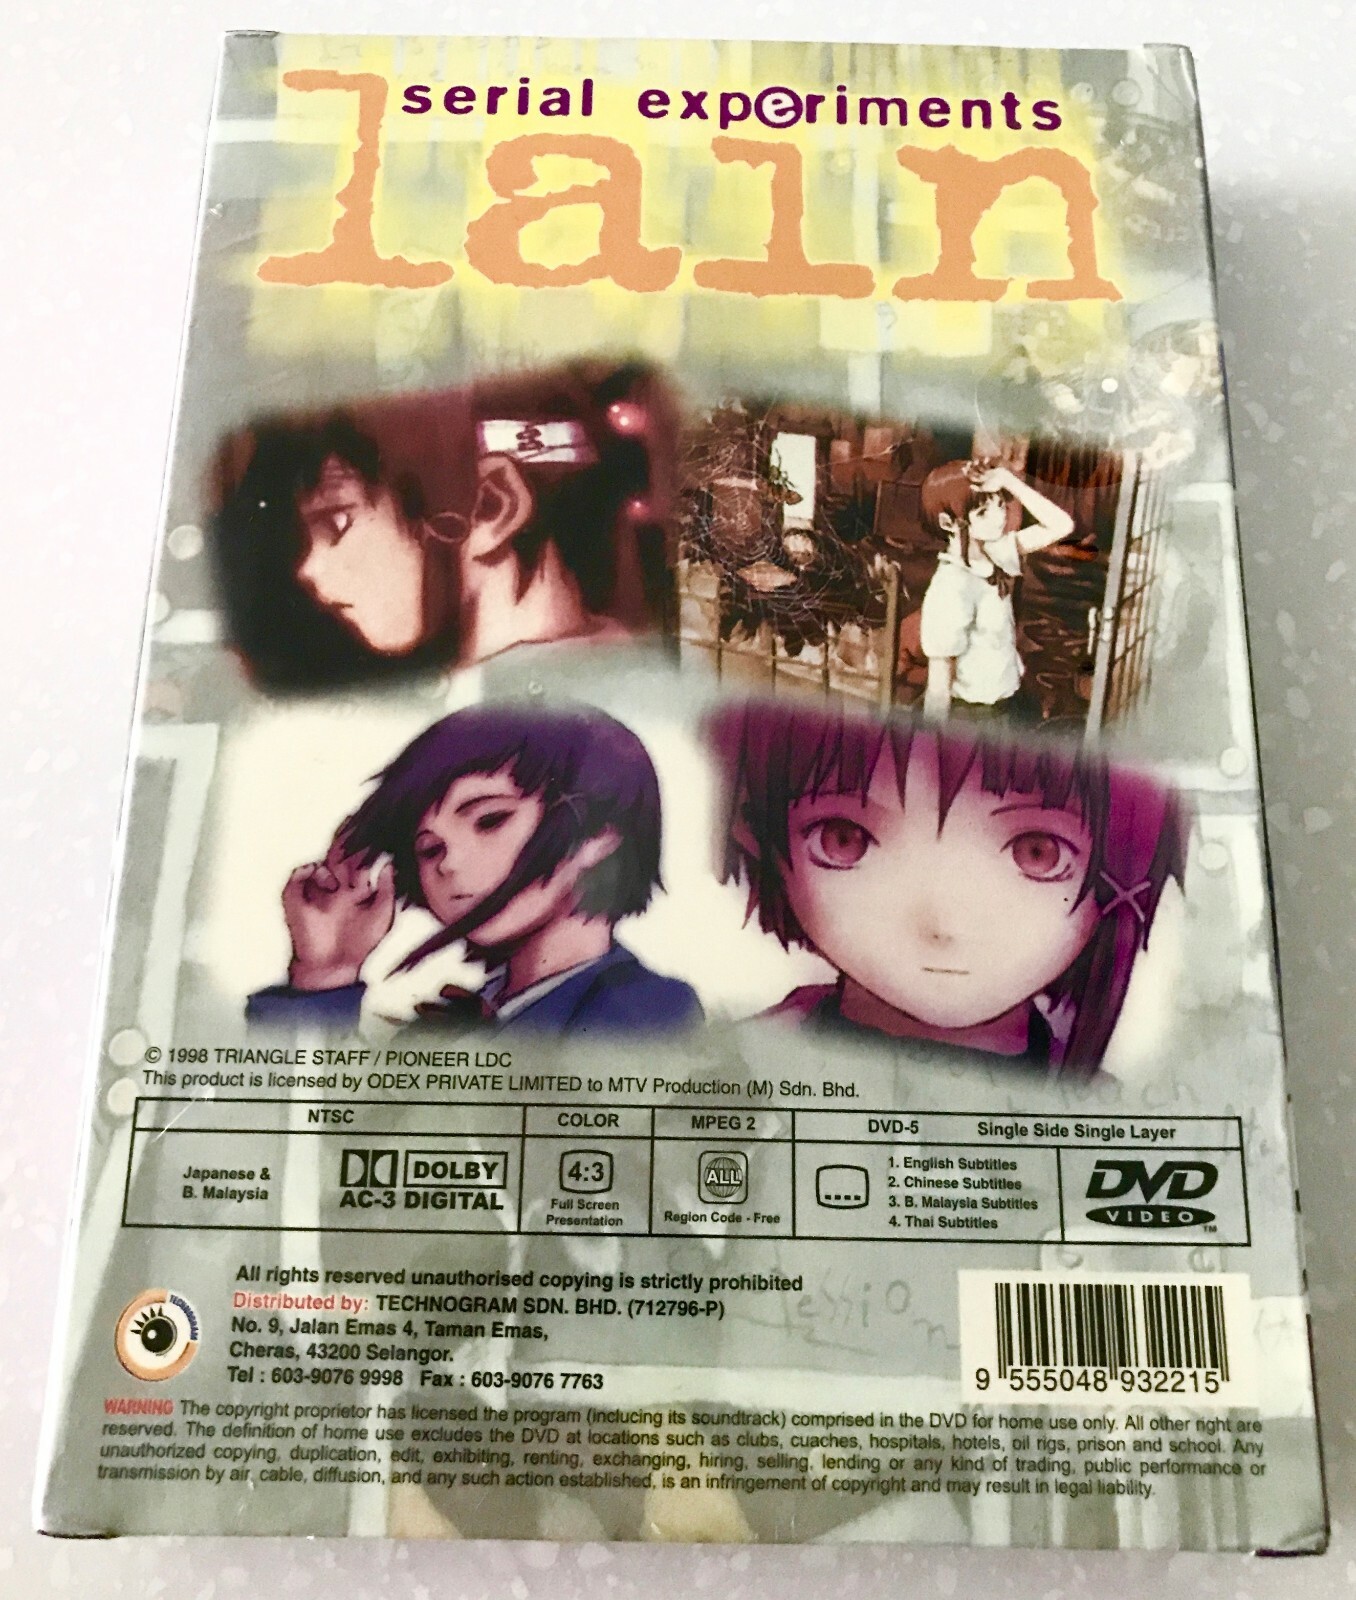 serial experiments
lain
© 1998 TRIANGLE STAFF / PIONEER LDC
This product is licensed by ODEX PRIVATE LIMITED to MTV Production (M) Sdn. Bhd.
NTSC
COLOR
MPEG 2
DVD-5 Single Side Single Layer
Japanese &
B. Malaysia
DOLBY
AC-3 DIGITAL
4:3
Full Screen
Presentation
ALL
Region Code - Free
1. English Subtitles
2. Chinese Subtitles
3. B. Malaysia Subtitles
4. Thai Subtitles
DVD
VIDEO™
All rights reserved unauthorised copying is strictly prohibited
TECHNOGRAM
Distributed by: TECHNOGRAM SDN. BHD. (712796-P)
No. 9, Jalan Emas 4, Taman Emas,
Cheras, 43200 Selangor.
Tel : 603-9076 9998 Fax : 603-9076 7763
9 555048 932215
WARNING The copyright proprietor has licensed the program (including its soundtrack) comprised in the DVD for home use only. All other right are
reserved. The definition of home use excludes the DVD at locations such as clubs, cuaches, hospitals, hotels, oil rigs, prison and school. Any
unauthorized copying, duplication, edit, exhibiting, renting, exchanging, hiring, selling, lending or any kind of trading, public performance or
transmission by air, cable, diffusion, and any such action established, is an infringement of copyright and may result in legal liability.